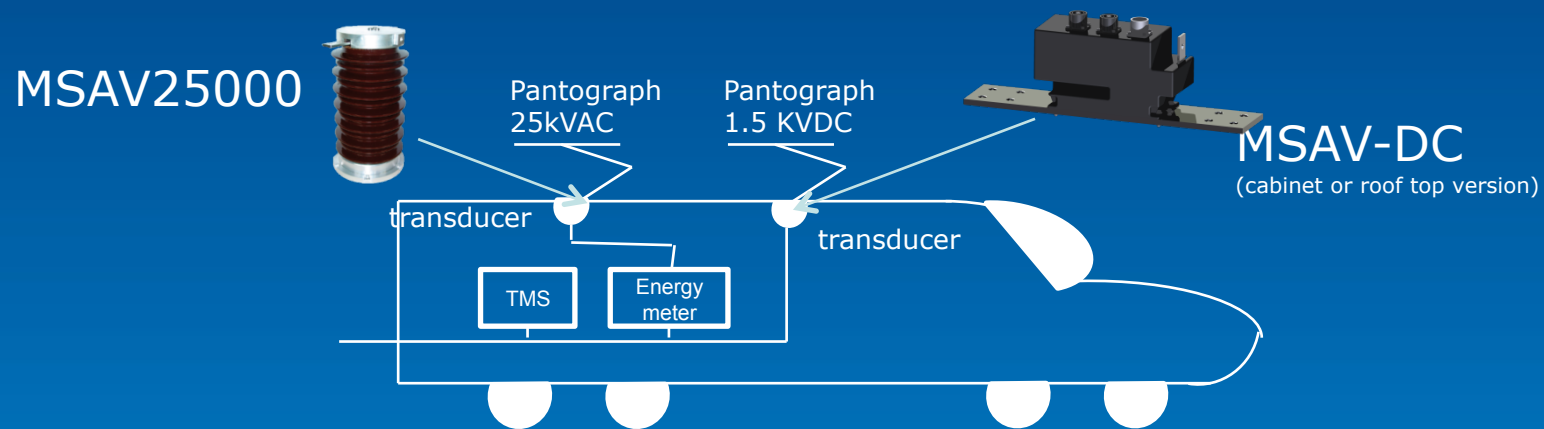 MSAV25000
Pantograph
25kVAC
Pantograph
1.5 KVDC
MSAV-DC
(cabinet or roof top version)
transducer
transducer
TMS
Energy
meter